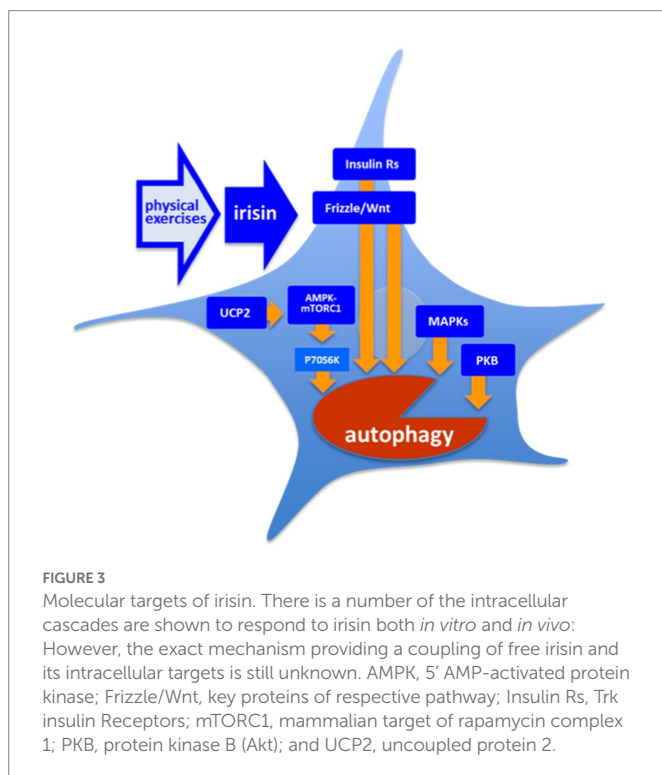 Insulin Rs
physical
exercises
irisin
Frizzle/Wnt
UCP2
AMPK-
mTORC1
MAPKs
P70S6K
PKB
autophagy
FIGURE 3
Molecular targets of irisin. There is a number of the intracellular
cascades are shown to respond to irisin both in vitro and in vivo:
However, the exact mechanism providing a coupling of free irisin and
its intracellular targets is still unknown. AMPK, 5′ AMP-activated protein
kinase; Frizzle/Wnt, key proteins of respective pathway; Insulin Rs, Trk
insulin Receptors; mTORC1, mammalian target of rapamycin complex
1; PKB, protein kinase B (Akt); and UCP2, uncoupled protein 2.